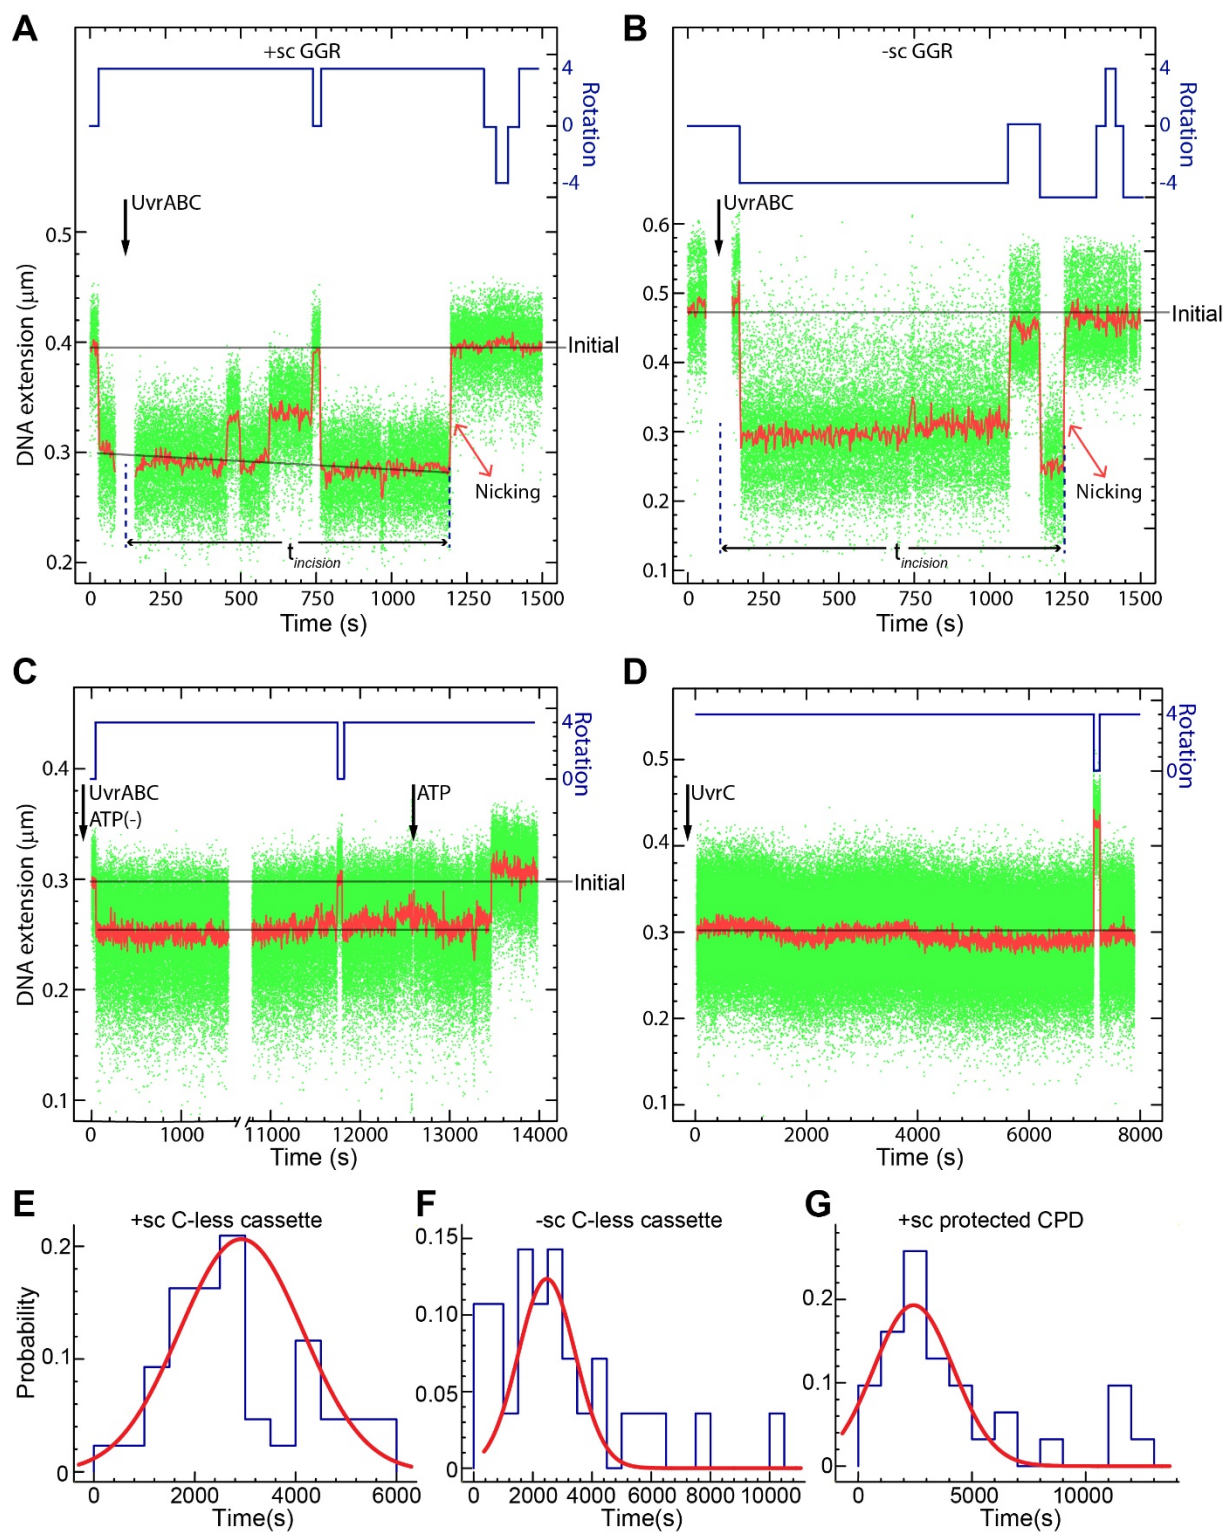 A
+sc GGR
4
0
-4
Rotation
UvrABC
0.5
0.4
0.3
0.2
DNA extension (μm)
Initial
Nicking
tincision
0 250 500 750 1000 1250 1500
Time (s)
B
-sc GGR
4
0
-4
Rotation
UvrABC
0.6
0.5
0.4
0.3
0.2
0.1
Initial
Nicking
tincision
0 250 500 750 1000 1250 1500
Time (s)
C
4
0
Rotation
UvrABC
ATP(-)
ATP
0.4
0.3
0.2
0.1
DNA extension (μm)
Initial
0 1000 11000 12000 13000 14000
Time (s)
D
4
0
Rotation
UvrC
0.5
0.4
0.3
0.2
0.1
0 2000 4000 6000 8000
Time (s)
E
+sc C-less cassette
0.2
0.1
0
Probability
0 2000 4000 6000
Time(s)
F
-sc C-less cassette
0.15
0.10
0.05
0
0 2000 4000 6000 8000 10000
Time(s)
G
+sc protected CPD
0.2
0.1
0
0 5000 10000
Time(s)